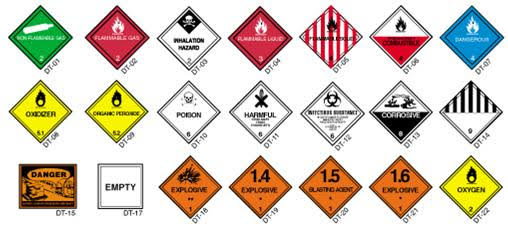 NON-FLAMMABLE GAS
2
DT-01
FLAMMABLE GAS
2
DT-02
INHALATION
HAZARD
2
DT-03
FLAMMABLE LIQUID
3
DT-04
FLAMMABLE SOLID
DT-05
COMBUSTIBLE
DT-06
DANGEROUS
4
DT-07
OXIDIZER
5.1
DT-08
ORGANIC PEROXIDE
5.2
DT-09
POISON
6
DT-10
HARMFUL
6
DT-11
INFECTIOUS SUBSTANCE
6
DT-12
CORROSIVE
8
DT-13
9
DT-14
DANGER
DT-15
EMPTY
DT-17
EXPLOSIVE
1
DT-18
1.4
EXPLOSIVE
1
DT-19
1.5
BLASTING AGENT
1
DT-20
1.6
EXPLOSIVE
1
DT-21
OXYGEN
2
DT-22